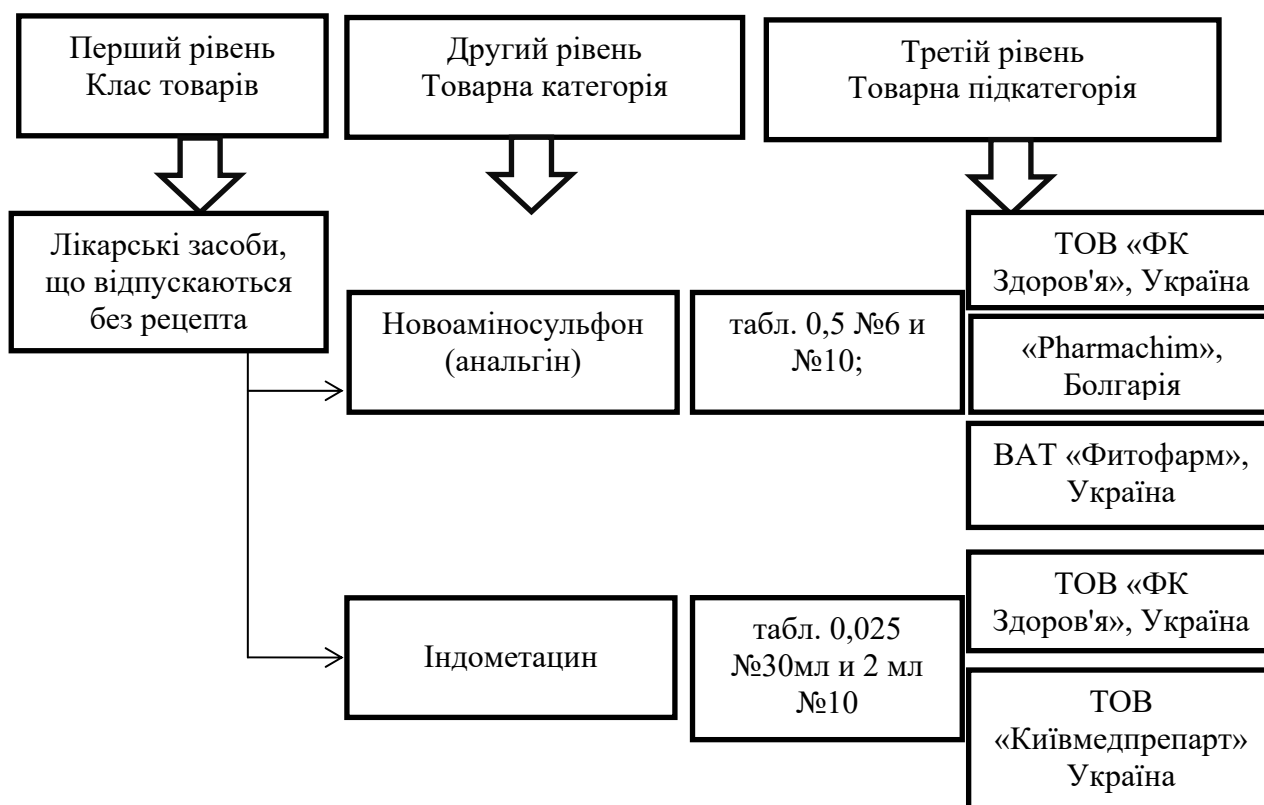 Перший рівень
Клас товарів
Другий рівень
Товарна категорія
Третій рівень
Товарна підкатегорія
Лікарські засоби,
що відпускаються
без рецепта
Новоаміносульфон
(анальгін)
табл. 0,5 №6 и
№10;
ТОВ «ФК
Здоров'я», Україна
«Pharmachim»,
Болгарія
ВАТ «Фитофарм»,
Україна
Індометацин
табл. 0,025
№30мл и 2 мл
№10
ТОВ «ФК
Здоров'я», Україна
ТОВ
«Київмедпрепарт»
Україна